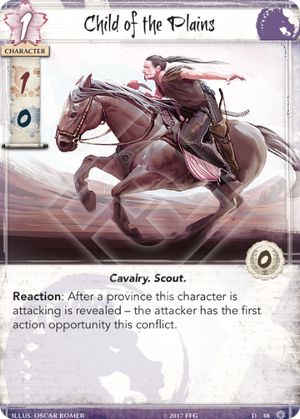 1
Child of the Plains
CHARACTER
1
0
0
Cavalry. Scout.
Reaction: After a province this character is
attacking is revealed – the attacker has the first
action opportunity this conflict.
ILLUS. OSCAR ROMER
© 2017 FFG
D 48